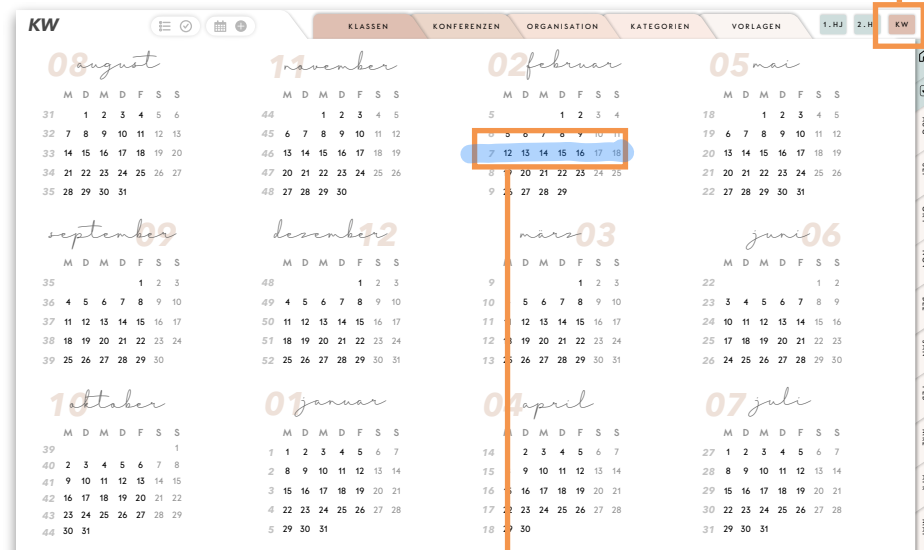 KW KLASSEN KONFERENZEN ORGANISATION KATEGORIEN VORLAGEN 1.HJ 2.H KW
08 august
M D M D F S S
31 1 2 3 4 5 6
32 7 8 9 10 11 12 13
33 14 15 16 17 18 19 20
34 21 22 23 24 25 26 27
35 28 29 30 31
11 november
M D M D F S S
44 1 2 3 4 5
45 6 7 8 9 10 11 12
46 13 14 15 16 17 18 19
47 20 21 22 23 24 25 26
48 27 28 29 30
02 februar
M D M D F S S
5 1 2 3 4
6 5 6 7 8 9 10 11
7 12 13 14 15 16 17 18
8 20 21 22 23 24 25
9 27 28 29
05 mai
M D M D F S S
18 1 2 3 4 5
19 6 7 8 9 10 11 12
20 13 14 15 16 17 18 19
21 20 21 22 23 24 25 26
22 27 28 29 30 31
september 09
M D M D F S S
35 1 2 3
36 4 5 6 7 8 9 10
37 11 12 13 14 15 16 17
38 18 19 20 21 22 23 24
39 25 26 27 28 29 30
dezember 12
M D M D F S S
48 1 2 3
49 4 5 6 7 8 9 10
50 11 12 13 14 15 16 17
51 18 19 20 21 22 23 24
52 25 26 27 28 29 30 31
märz 03
D M D F S S
9 1 2 3
10 5 6 7 8 9 10
11 12 13 14 15 16 17
12 19 20 21 22 23 24
13 26 27 28 29 30 31
juni 06
M D M D F S S
22 1 2
23 3 4 5 6 7 8 9
24 10 11 12 13 14 15 16
25 17 18 19 20 21 22 23
26 24 25 26 27 28 29 30
10 oktober
M D M D F S S
39 1
40 2 3 4 5 6 7 8
41 9 10 11 12 13 14 15
42 16 17 18 19 20 21 22
43 23 24 25 26 27 28 29
44 30 31
01 januar
M D M D F S S
1 1 2 3 4 5 6 7
2 8 9 10 11 12 13 14
3 15 16 17 18 19 20 21
4 22 23 24 25 26 27 28
5 29 30 31
04 april
D M D F S S
14 2 3 4 5 6 7
15 9 10 11 12 13 14
16 16 17 18 19 20 21
17 23 24 25 26 27 28
18 30
07 juli
M D M D F S S
27 1 2 3 4 5 6 7
28 8 9 10 11 12 13 14
29 15 16 17 18 19 20 21
30 22 23 24 25 26 27 28
31 29 30 31